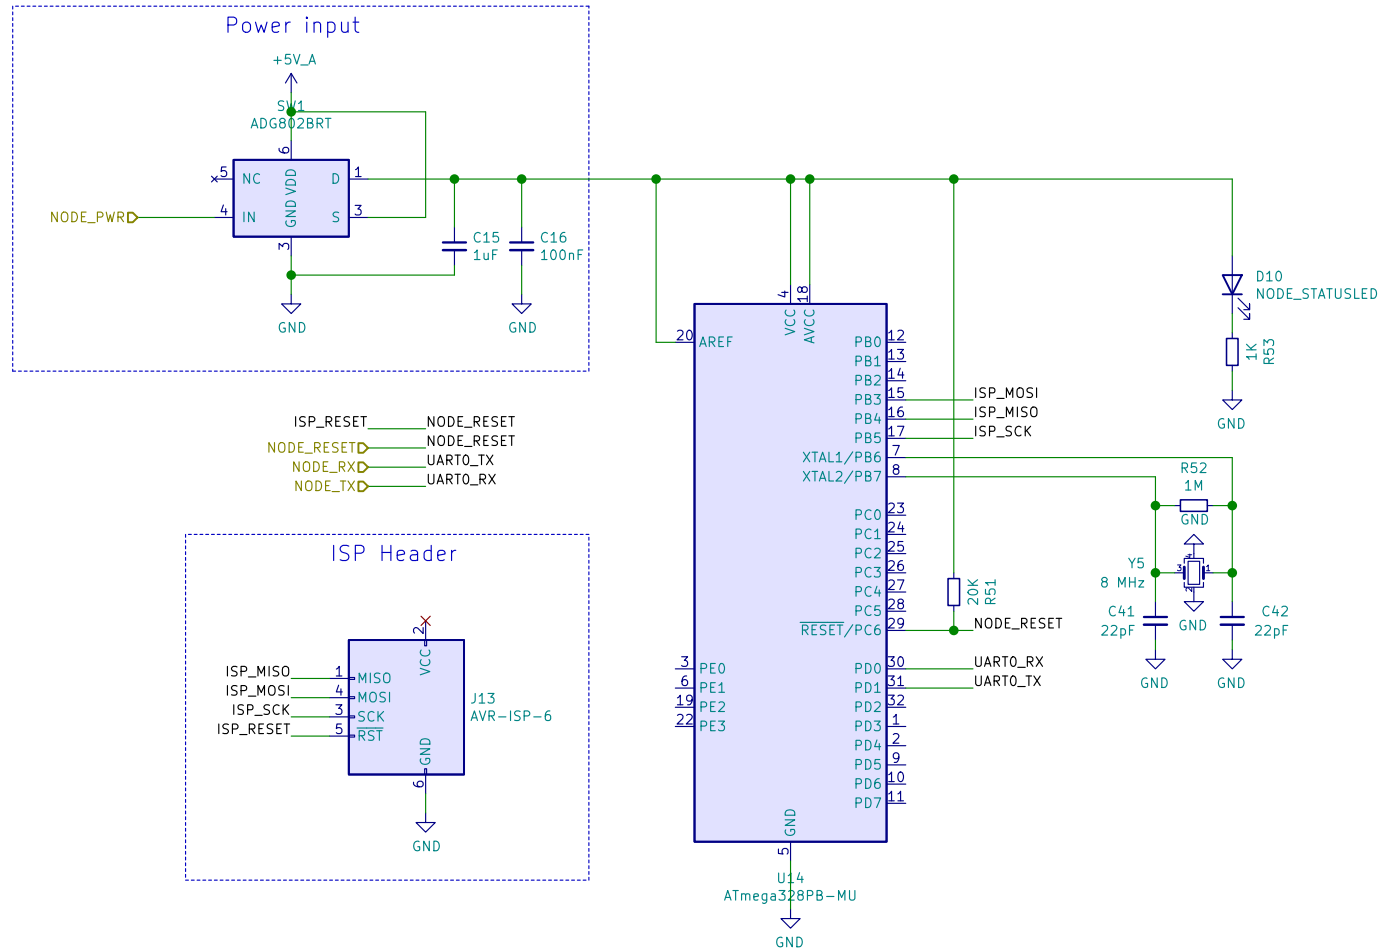 Power input
+5V_A
SW1
ADG802BRT
6
5
NC
VDD
D
1
NODE_PWR
4
IN
GND
S
3
3
C15
1uF
C16
100nF
GND
GND
D10
NODE_STATUSLED
1K
R53
GND
ISP_RESET
NODE_RESET
NODE_RESET
NODE_RESET
NODE_RX
UART0_TX
NODE_TX
UART0_RX
ISP Header
2
VCC
ISP_MISO
1
MISO
ISP_MOSI
4
MOSI
ISP_SCK
3
SCK
ISP_RESET
5
RST
J13
AVR-ISP-6
GND
6
GND
4
18
VCC
AVCC
20
AREF
PB0
12
PB1
13
PB2
14
PB3
15
ISP_MOSI
PB4
16
ISP_MISO
PB5
17
ISP_SCK
XTAL1/PB6
7
XTAL2/PB7
8
PC0
23
PC1
24
PC2
25
PC3
26
PC4
27
PC5
28
RESET/PC6
29
NODE_RESET
20K
R51
3
PE0
PD0
30
UART0_RX
6
PE1
PD1
31
UART0_TX
19
PE2
PD2
32
22
PE3
PD3
1
PD4
2
PD5
9
PD6
10
PD7
11
GND
5
U14
ATmega328PB-MU
GND
R52
1M
GND
Y5
8 MHz
4
3
1
2
GND
C41
22pF
C42
22pF
GND
GND